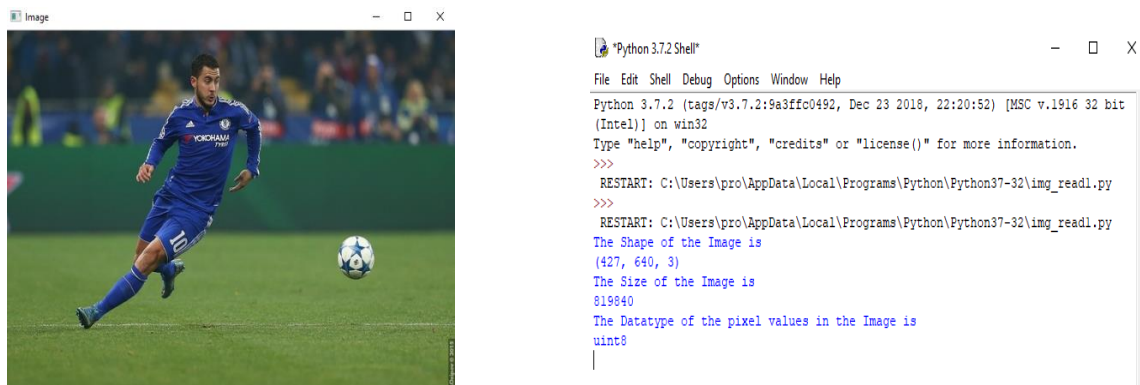 Image
YOKOHAMA
TYRES
10
*Python 3.7.2 Shell*
File Edit Shell Debug Options Window Help
Python 3.7.2 (tags/v3.7.2:9a3ffc0492, Dec 23 2018, 22:20:52) [MSC v.1916 32 bit
(Intel)] on win32
Type "help", "copyright", "credits" or "license()" for more information.
>>>
RESTART: C:\Users\pro\AppData\Local\Programs\Python\Python37-32\img_read1.py
>>>
RESTART: C:\Users\pro\AppData\Local\Programs\Python\Python37-32\img_read1.py
The Shape of the Image is
(427, 640, 3)
The Size of the Image is
819840
The Datatype of the pixel values in the Image is
uint8